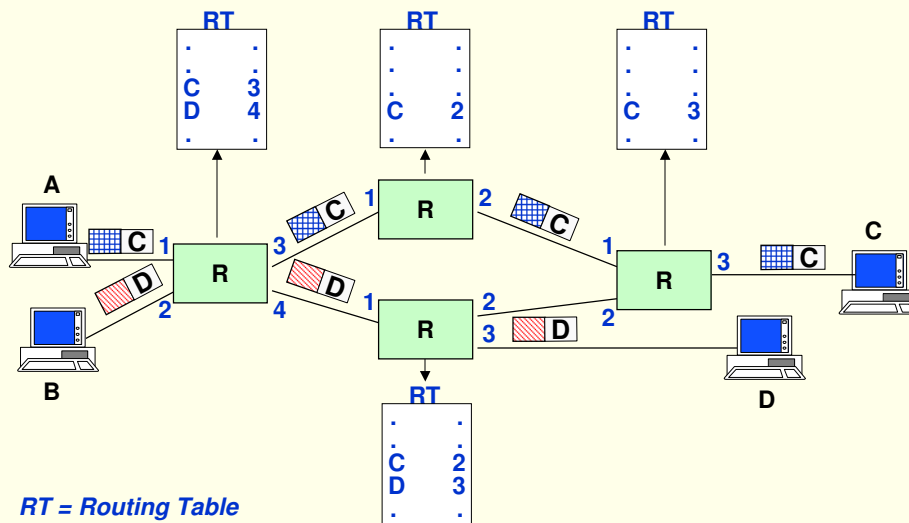 RT
. .
. .
C 3
D 4
. .
RT
. .
. .
. .
C 2
. .
RT
. .
. .
. .
C 3
. .
A
C
1
R
3
C
1
R
2
C
1
R
3
C
C
B
D
2
4
D
1
R
2
3
D
2
D
RT
. .
. .
C 2
D 3
. .
RT = Routing Table